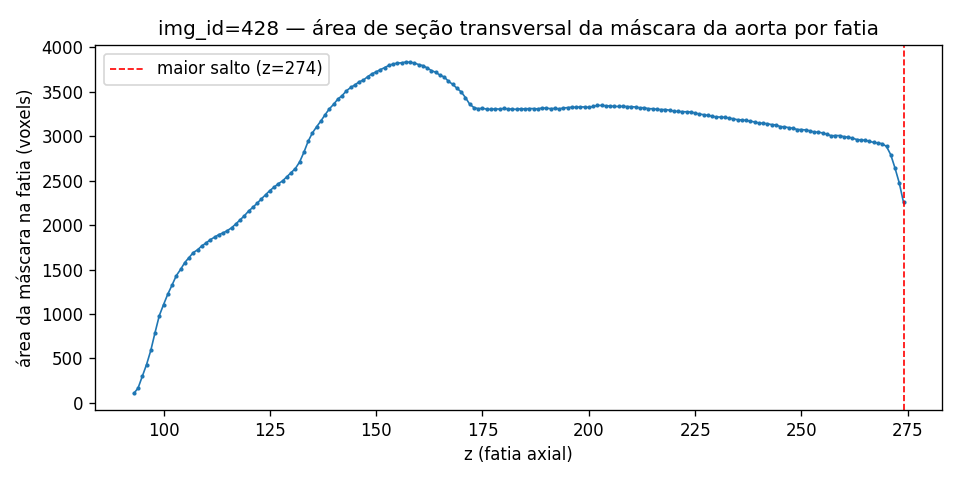 img_id=428 — área de seção transversal da máscara da aorta por fatia
maior salto (z=274)
área da máscara na fatia (voxels)
4000
3500
3000
2500
2000
1500
1000
500
0
100 125 150 175 200 225 250 275
z (fatia axial)